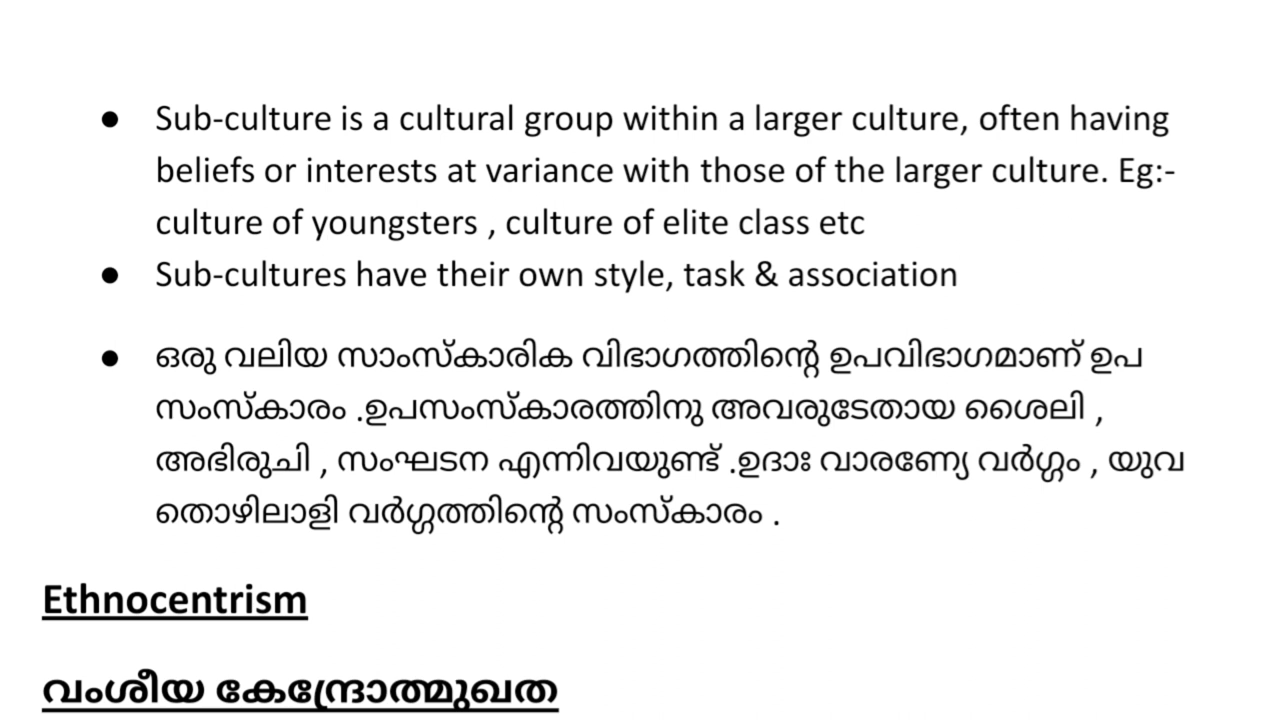 ● Sub-culture is a cultural group within a larger culture, often having
beliefs or interests at variance with those of the larger culture. Eg:-
culture of youngsters , culture of elite class etc
● Sub-cultures have their own style, task & association
● ഒരു വലിയ സാംസ്കാരിക വിഭാഗത്തിന്റെ ഉപവിഭാഗമാണ് ഉപ
സംസ്കാരം .ഉപസംസ്കാരത്തിനു അവരുടേതായ ശൈലി ,
അഭിരുചി , സംഘടന എന്നിവയുണ്ട് .ഉദാഃ വാരണ്യേ വർഗ്ഗം , യുവ
തൊഴിലാളി വർഗ്ഗത്തിന്റെ സംസ്കാരം .
Ethnocentrism
വംശീയ കേന്ദ്രോത്മുഖത